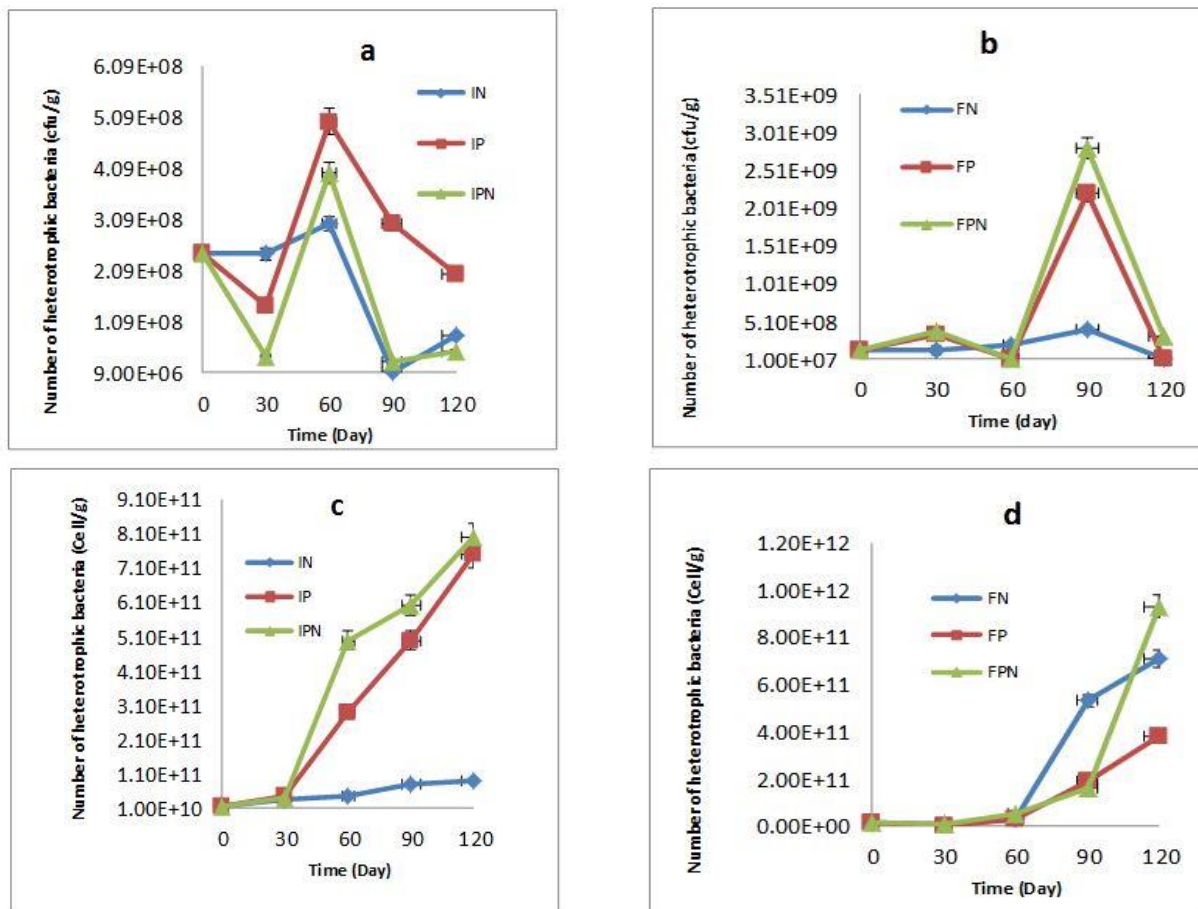 a
Number of heterotrophic bacteria (cfu/g)
6.09E+08
5.09E+08
4.09E+08
3.09E+08
2.09E+08
1.09E+08
9.00E+06
0 30 60 90 120
Time (Day)
IN
IP
IPN
b
Number of heterotrophic bacteria (cfu/g)
3.51E+09
3.01E+09
2.51E+09
2.01E+09
1.51E+09
1.01E+09
5.10E+08
1.00E+07
0 30 60 90 120
Time (day)
FN
FP
FPN
c
Number of heterotrophic bacteria (Cell/g)
9.10E+11
8.10E+11
7.10E+11
6.10E+11
5.10E+11
4.10E+11
3.10E+11
2.10E+11
1.10E+11
1.00E+10
0 30 60 90 120
Time (Day)
IN
IP
IPN
d
Number of heterotrophic bacteria (Cell/g)
1.20E+12
1.00E+12
8.00E+11
6.00E+11
4.00E+11
2.00E+11
0.00E+00
0 30 60 90 120
Time (Day)
FN
FP
FPN